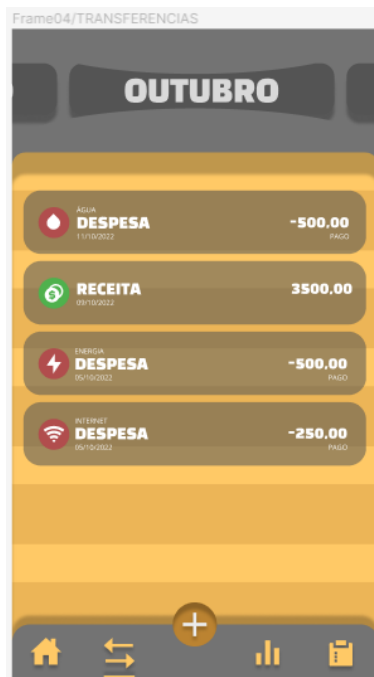 Frame04/TRANSFERENCIAS
OUTUBRO
ÁGUA
DESPESA
-500,00
11/10/2022
PAGO
RECEITA
3500,00
09/10/2022
ENERGIA
DESPESA
-500,00
05/10/2022
PAGO
INTERNET
DESPESA
-250,00
05/10/2022
PAGO